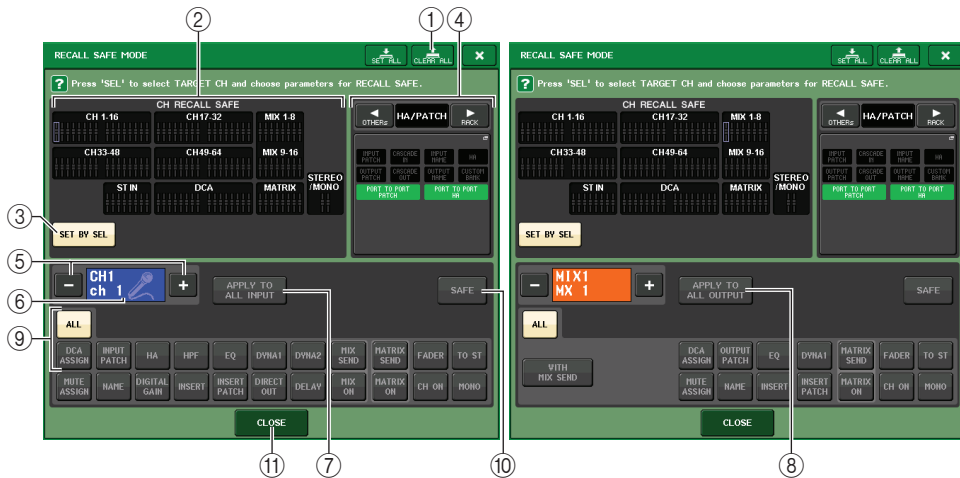 ② ① ④
RECALL SAFE MODE
SET ALL
CLEAR ALL
? Press 'SEL' to select TARGET CH and choose parameters for RECALL SAFE.
CH RECALL SAFE
CH 1-16 CH17-32 MIX 1-8
CH33-48 CH49-64 MIX 9-16
ST IN DCA MATRIX
STEREO
/MONO
OTHERs HA/PATCH RACK
INPUT PATCH CASCADE IN INPUT NAME HA
OUTPUT PATCH CASCADE OUT OUTPUT NAME CUSTOM BANK
PORT TO PORT PATCH PORT TO PORT HA
③ SET BY SEL
⑤ − CH1 +
⑥ ch 1
APPLY TO
ALL INPUT
SAFE
⑨ ALL
DCA ASSIGN INPUT PATCH HA HPF EQ DYNA1 DYNA2 MIX SEND MATRIX SEND FADER TO ST
MUTE ASSIGN NAME DIGITAL GAIN INSERT INSERT PATCH DIRECT OUT DELAY MIX ON MATRIX ON CH ON MONO
CLOSE
⑪ ⑦ ⑩
RECALL SAFE MODE
SET ALL
CLEAR ALL
? Press 'SEL' to select TARGET CH and choose parameters for RECALL SAFE.
CH RECALL SAFE
CH 1-16 CH17-32 MIX 1-8
CH33-48 CH49-64 MIX 9-16
ST IN DCA MATRIX
STEREO
/MONO
OTHERs HA/PATCH RACK
INPUT PATCH CASCADE IN INPUT NAME HA
OUTPUT PATCH CASCADE OUT OUTPUT NAME CUSTOM BANK
PORT TO PORT PATCH PORT TO PORT HA
SET BY SEL
− MIX1 +
MX 1
APPLY TO
ALL OUTPUT
SAFE
ALL
WITH
MIX SEND
DCA ASSIGN OUTPUT PATCH EQ DYNA1 MATRIX SEND FADER TO ST
MUTE ASSIGN NAME INSERT INSERT PATCH MATRIX ON CH ON MONO
CLOSE
⑧